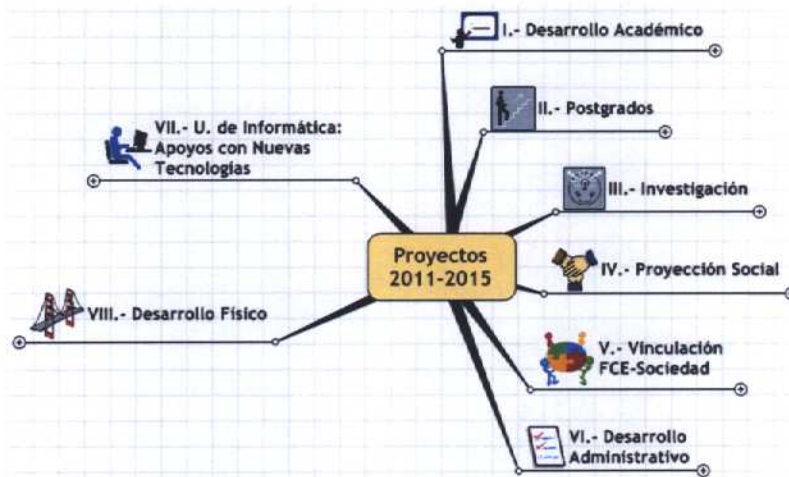 I.- Desarrollo Académico
II.- Postgrados
III.- Investigación
IV.- Proyección Social
V.- Vinculación
FCE-Sociedad
VI.- Desarrollo
Administrativo
VII.- U. de Informática:
Apoyos con Nuevas
Tecnologías
VIII.- Desarrollo Físico
Proyectos
2011-2015